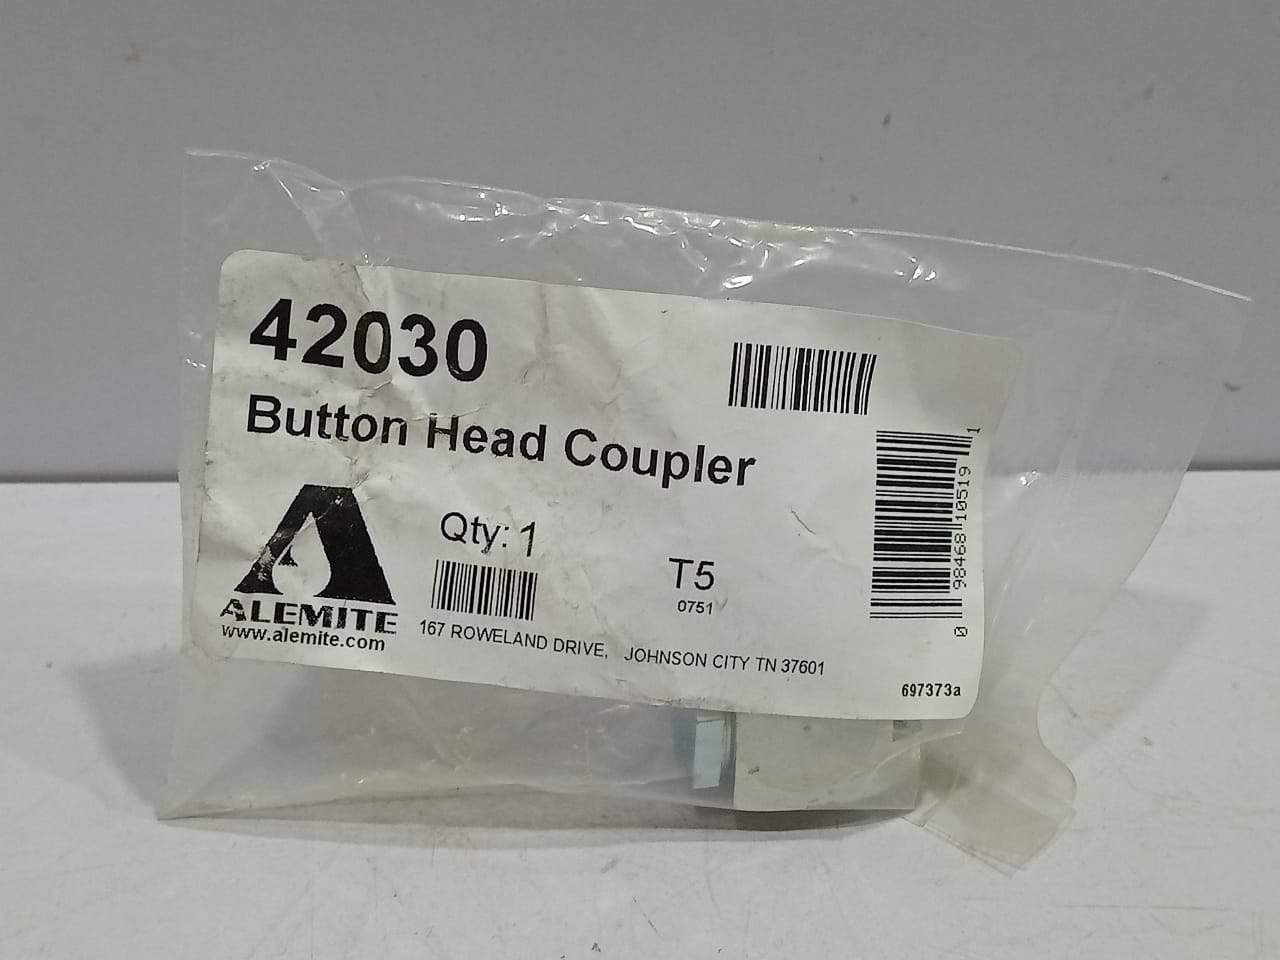 42030
Button Head Coupler
Qty: 1
T5
0751
ALEMITE
www.alemite.com
167 ROWELAND DRIVE, JOHNSON CITY TN 37601
0 98468 10519 1
697373a